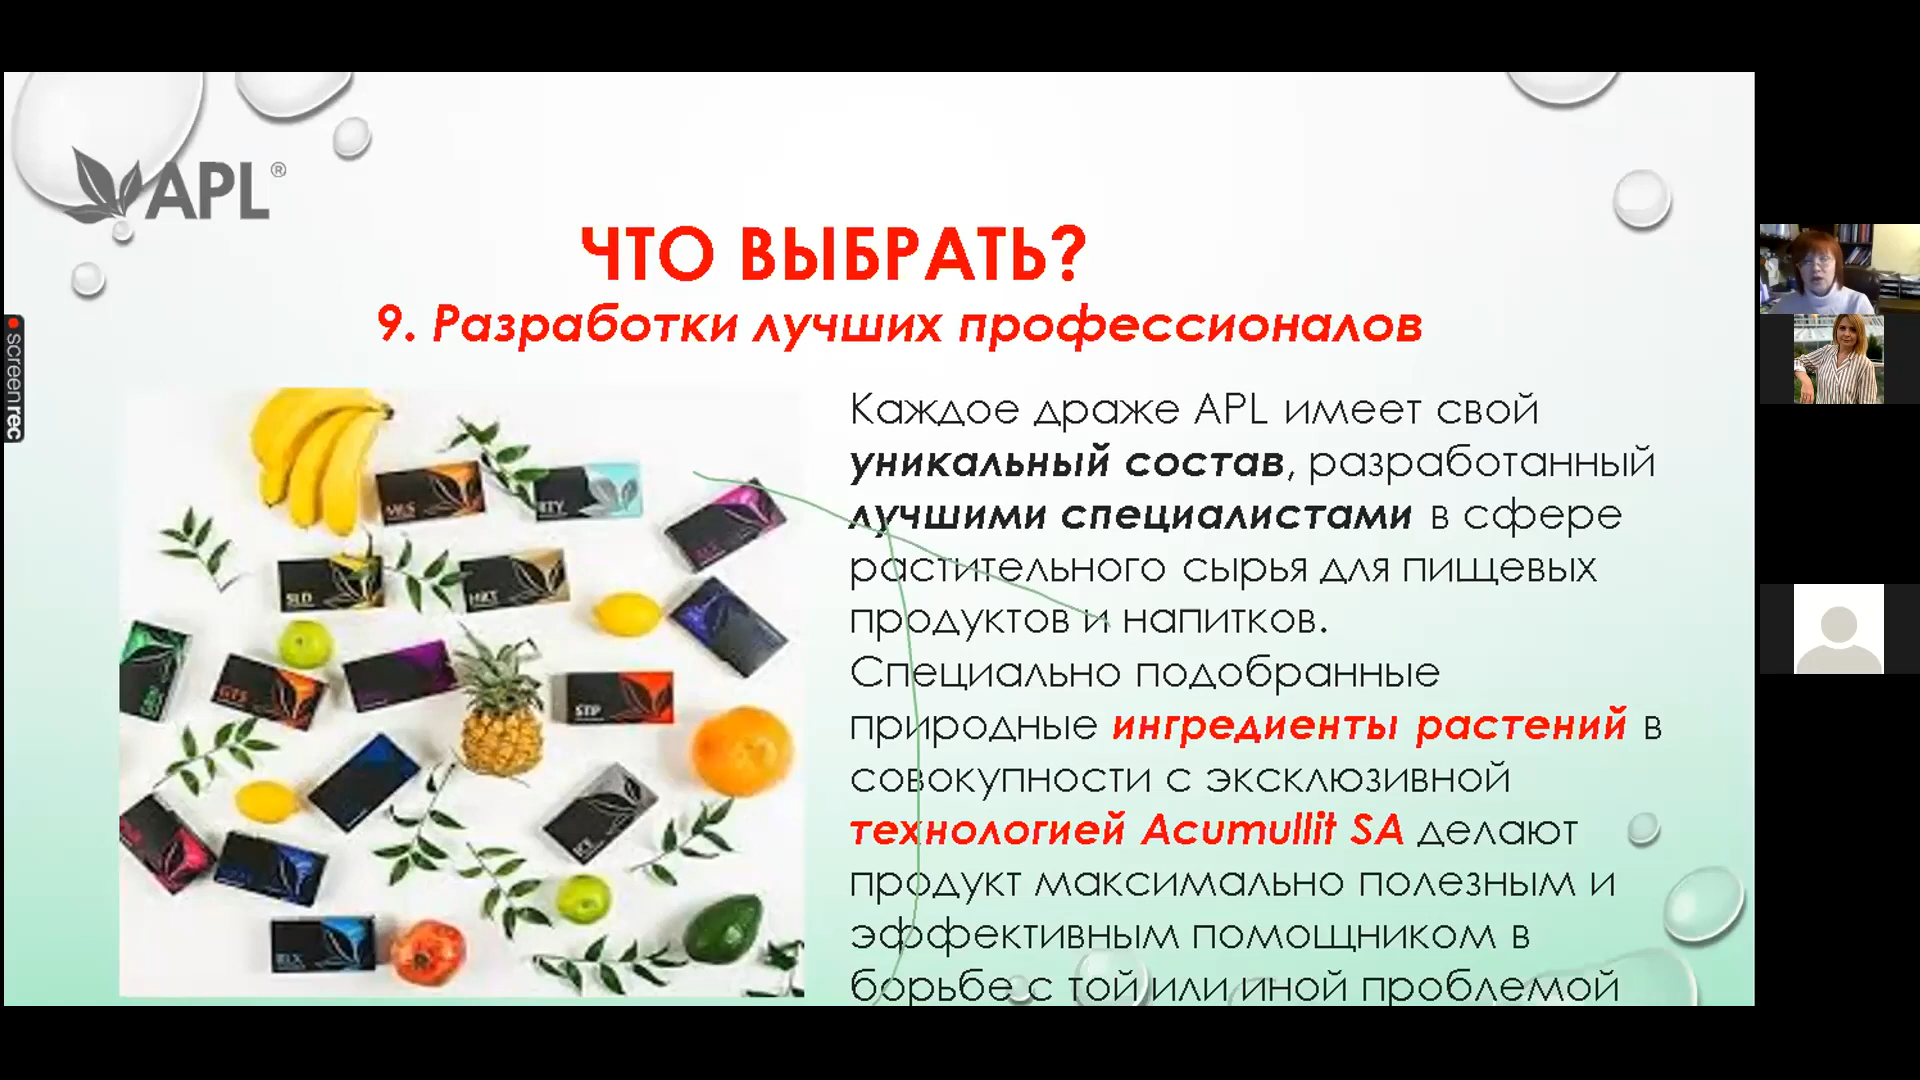 APL®
ЧТО ВЫБРАТЬ?
9. Разработки лучших профессионалов
Каждое драже APL имеет свой
уникальный состав, разработанный
лучшими специалистами в сфере
растительного сырья для пищевых
продуктов и напитков.
Специально подобранные
природные ингредиенты растений в
совокупности с эксклюзивной
технологией Acumullit SA делают
продукт максимально полезным и
эффективным помощником в
борьбе с той или иной проблемой
SLD
STP
screenrec